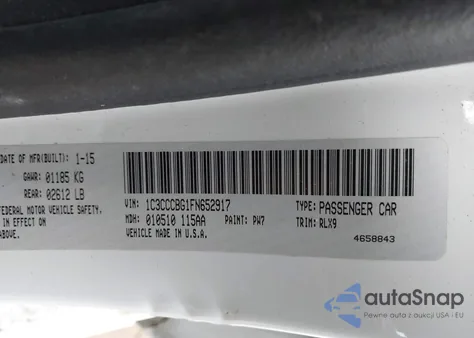 DATE OF MFR(BUILT): 1-15
GAWR: 01185 KG
REAR: 02612 LB
FEDERAL MOTOR VEHICLE SAFETY,
IN EFFECT ON
ABOVE.
VIN: 1C3CCCBG1FN652917
TYPE: PASSENGER CAR
MDH: 010510 115AA
PAINT: PW7
TRIM: RLX9
VEHICLE MADE IN U.S.A.
4658843
autoSnap
Pewne auta z aukcji USA i EU